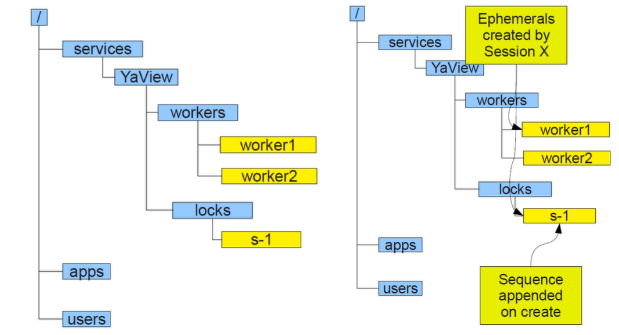 /
services
YaView
workers
worker1
worker2
locks
s-1
apps
users
/
Ephemerals
created by
Session X
services
YaView
workers
worker1
worker2
locks
s-1
apps
users
Sequence
appended
on create